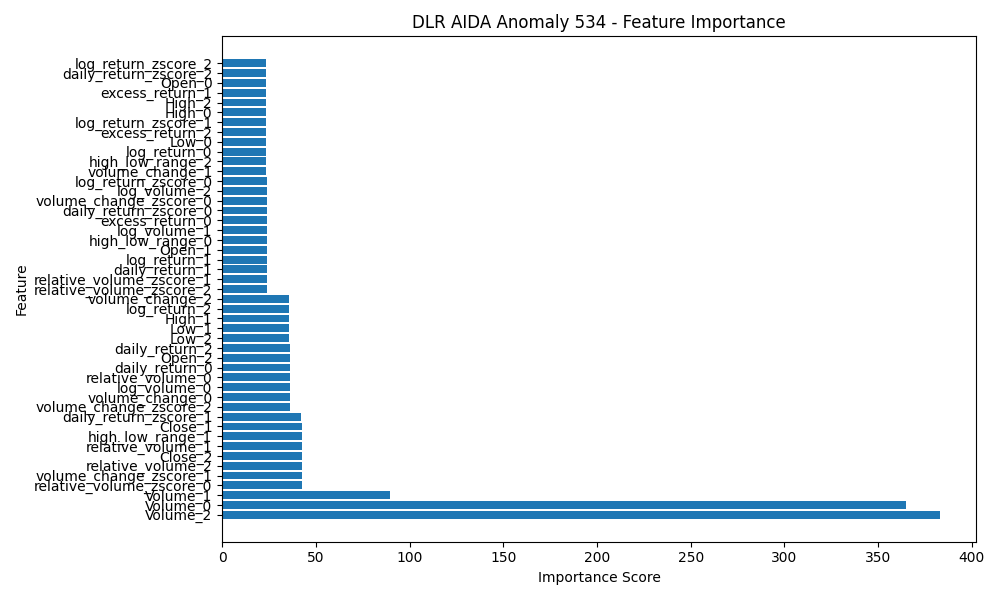 DLR AIDA Anomaly 534 - Feature Importance
log_return_zscore_2
daily_return_zscore_2
Open_0
excess_return_1
High_2
High_0
log_return_zscore_1
excess_return_2
Low_0
log_return_0
high_low_range_2
volume_change_1
log_return_zscore_0
log_volume_2
volume_change_zscore_0
daily_return_zscore_0
excess_return_0
log_volume_1
high_low_range_0
Open_1
log_return_1
daily_return_1
relative_volume_zscore_1
relative_volume_zscore_2
volume_change_2
log_return_2
High_1
Low_1
Low_2
daily_return_2
Open_2
daily_return_0
relative_volume_0
log_volume_0
volume_change_0
volume_change_zscore_2
daily_return_zscore_1
Close_1
high_low_range_1
relative_volume_1
Close_2
relative_volume_2
volume_change_zscore_1
relative_volume_zscore_0
Volume_1
Volume_0
Volume_2
Feature
0 50 100 150 200 250 300 350 400
Importance Score